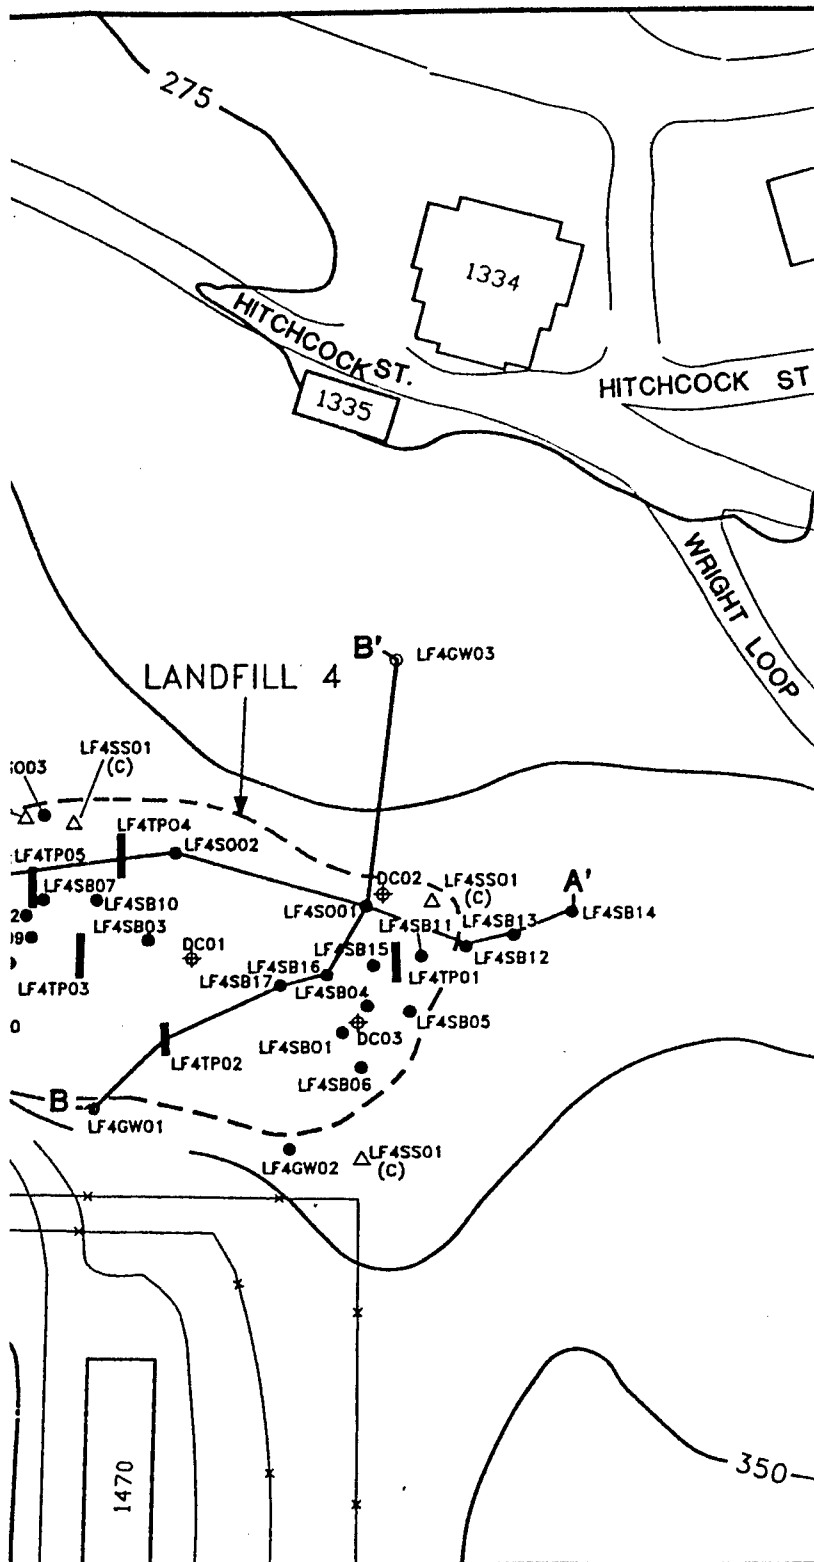 275
1334
HITCHCOCK ST.
1335
HITCHCOCK ST
WRIGHT LOOP
B'
LF4GW03
LANDFILL 4
LF4SS01
(C)
LF4TP04
LF4SO02
LF4TP05
LF4SB07
LF4SB10
LF4SB03
DC01
LF4TP03
DC02
LF4SS01
(C)
A'
LF4SO01
LF4SB11
LF4SB13
LF4SB14
LF4SB12
LF4SB15
LF4SB16
LF4SB17
LF4TP01
LF4SB04
LF4SB05
LF4SB01
DC03
LF4TP02
LF4SB06
B
LF4GW01
LF4GW02
LF4SS01
(C)
350
1470